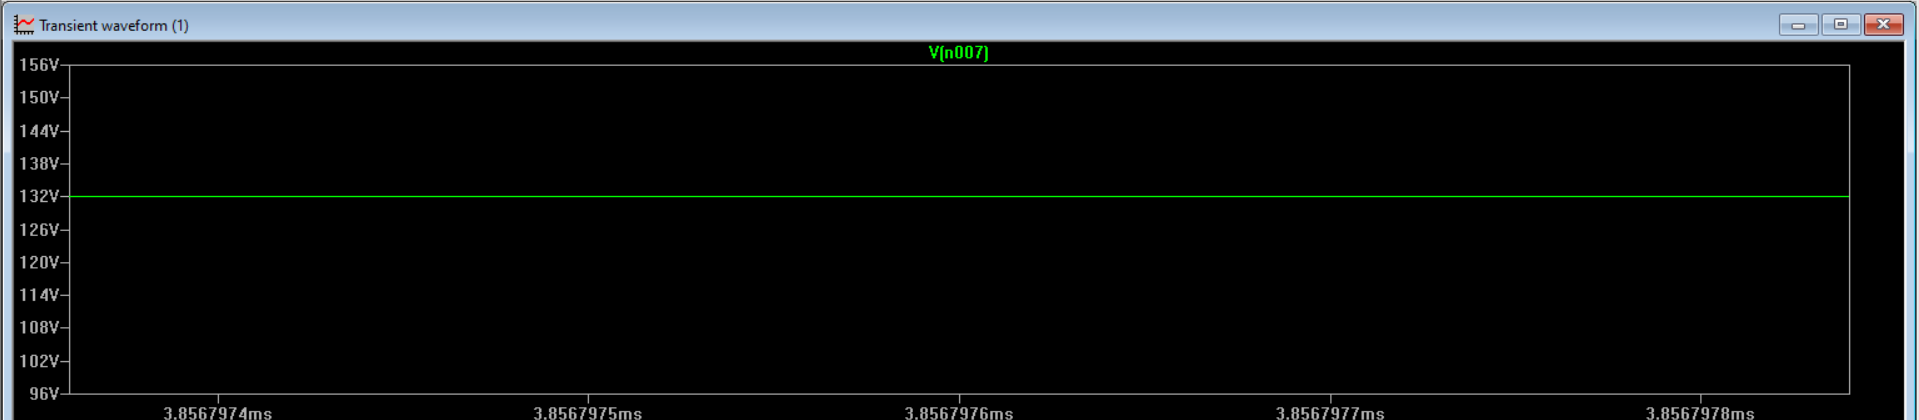 Transient waveform (1)
V(n007)
156V
150V
144V
138V
132V
126V
120V
114V
108V
102V
96V
3.8567974ms 3.8567975ms 3.8567976ms 3.8567977ms 3.8567978ms